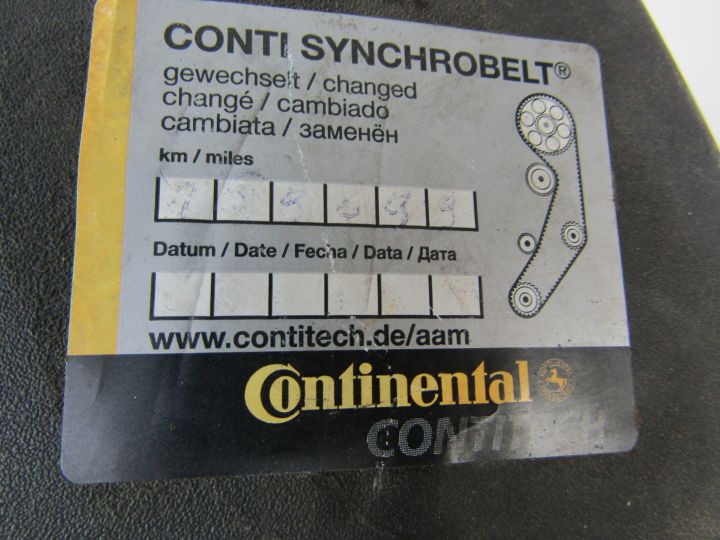 CONTI SYNCHROBELT®
gewechselt / changed
changé / cambiado
cambiata / заменён
km / miles
Datum / Date / Fecha / Data / Дата
www.contitech.de/aam
Continental
CONTITECH